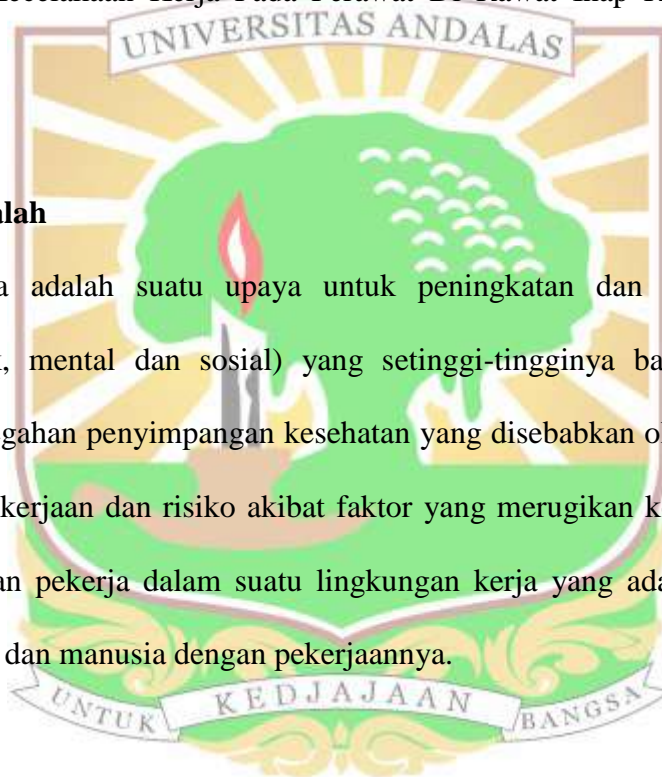 Kerja Pada Perawat Di Rawat Inap
UNIVERSITAS ANDALAS
alah
a adalah suatu upaya untuk peningkatan dan
k, mental dan sosial) yang setinggi-tingginya ba
gahan penyimpangan kesehatan yang disebabkan ol
kerjaan dan risiko akibat faktor yang merugikan k
an pekerja dalam suatu lingkungan kerja yang ada
dan manusia dengan pekerjaannya.
UNTUK KEDJAJAAN BANGSA